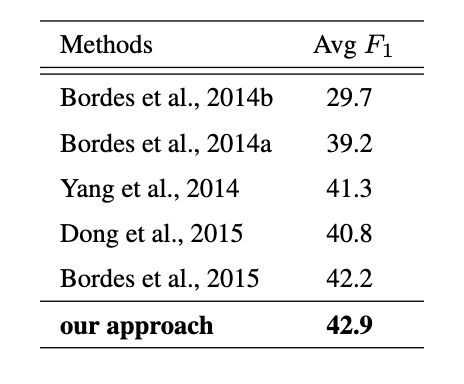 Methods Avg F1
Bordes et al., 2014b 29.7
Bordes et al., 2014a 39.2
Yang et al., 2014 41.3
Dong et al., 2015 40.8
Bordes et al., 2015 42.2
our approach 42.9